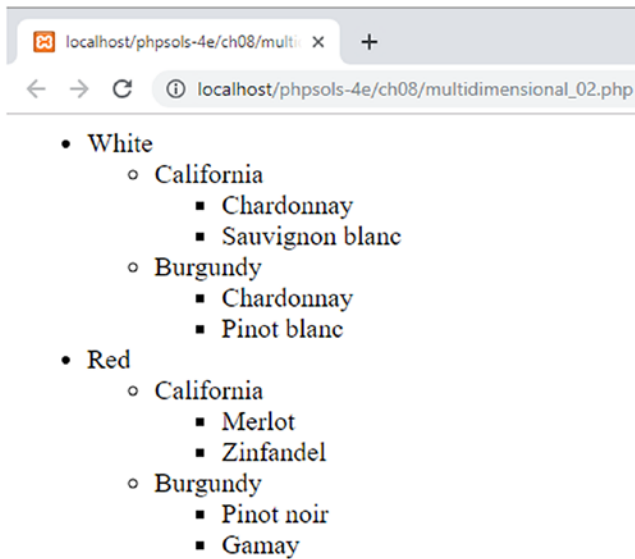 localhost/phpsols-4e/ch08/multi
localhost/phpsols-4e/ch08/multidimensional_02.php
White
California
Chardonnay
Sauvignon blanc
Burgundy
Chardonnay
Pinot blanc
Red
California
Merlot
Zinfandel
Burgundy
Pinot noir
Gamay